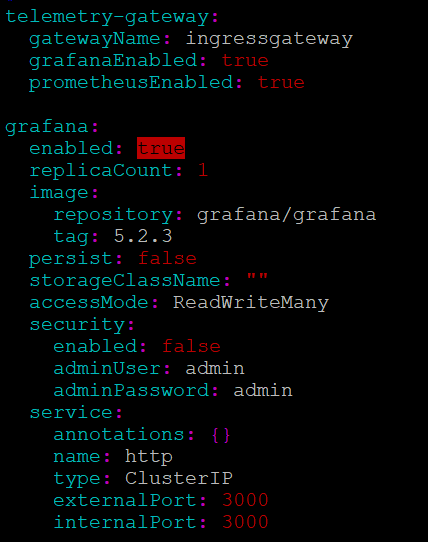 telemetry-gateway:
  gatewayName: ingressgateway
  grafanaEnabled: true
  prometheusEnabled: true

grafana:
  enabled: true
  replicaCount: 1
  image:
    repository: grafana/grafana
    tag: 5.2.3
  persist: false
  storageClassName: ""
  accessMode: ReadWriteMany
  security:
    enabled: false
    adminUser: admin
    adminPassword: admin
  service:
    annotations: {}
    name: http
    type: ClusterIP
    externalPort: 3000
    internalPort: 3000